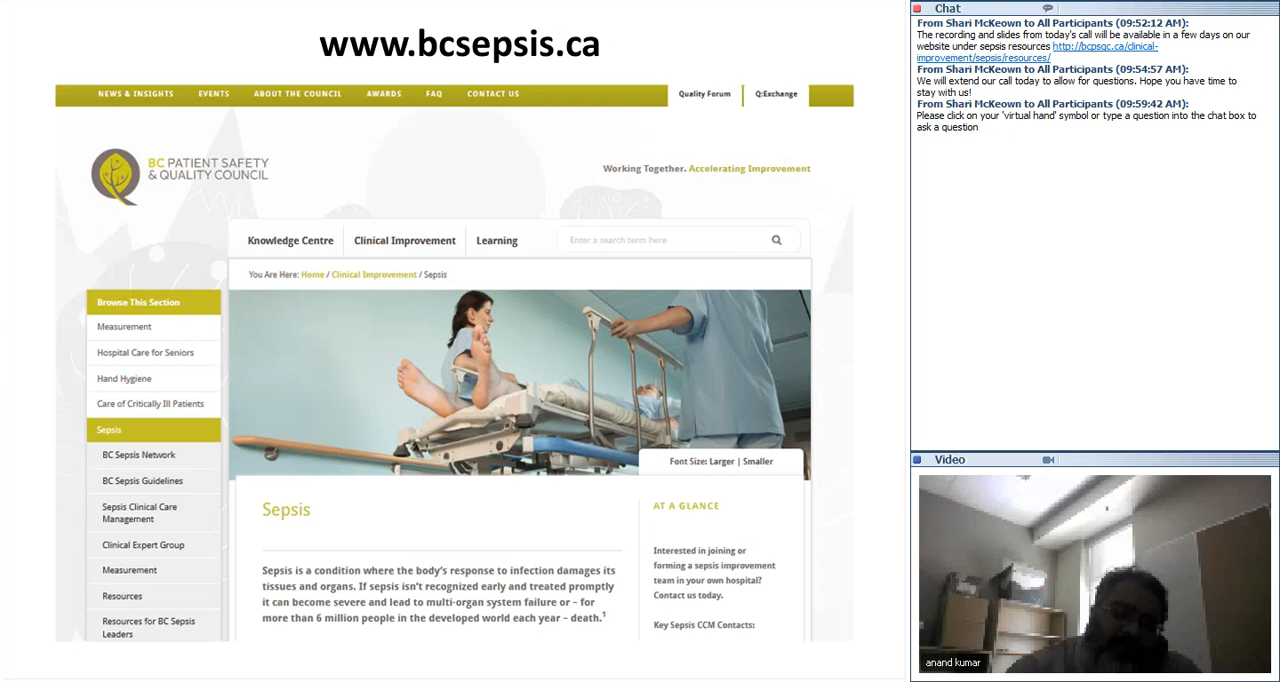 www.bcsepsis.ca
NEWS & INSIGHTS EVENTS ABOUT THE COUNCIL AWARDS FAQ CONTACT US Quality Forum Q:Exchange
BC PATIENT SAFETY
& QUALITY COUNCIL
Working Together. Accelerating Improvement
Knowledge Centre Clinical Improvement Learning Enter a search term here
You Are Here: Home / Clinical Improvement / Sepsis
Browse This Section
Measurement
Hospital Care for Seniors
Hand Hygiene
Care of Critically Ill Patients
Sepsis
BC Sepsis Network
BC Sepsis Guidelines
Sepsis Clinical Care
Management
Clinical Expert Group
Measurement
Resources
Resources for BC Sepsis
Leaders
Font Size: Larger | Smaller
Sepsis
Sepsis is a condition where the body's response to infection damages its
tissues and organs. If sepsis isn't recognized early and treated promptly
it can become severe and lead to multi-organ system failure or – for
more than 6 million people in the developed world each year – death.1
AT A GLANCE
Interested in joining or
forming a sepsis improvement
team in your own hospital?
Contact us today.
Key Sepsis CCM Contacts:
Chat
From Shari McKeown to All Participants (09:52:12 AM):
The recording and slides from today's call will be available in a few days on our
website under sepsis resources http://bcpsqc.ca/clinical-
improvement/sepsis/resources/
From Shari McKeown to All Participants (09:54:57 AM):
We will extend our call today to allow for questions. Hope you have time to
stay with us!
From Shari McKeown to All Participants (09:59:42 AM):
Please click on your 'virtual hand' symbol or type a question into the chat box to
ask a question
Video
anand kumar